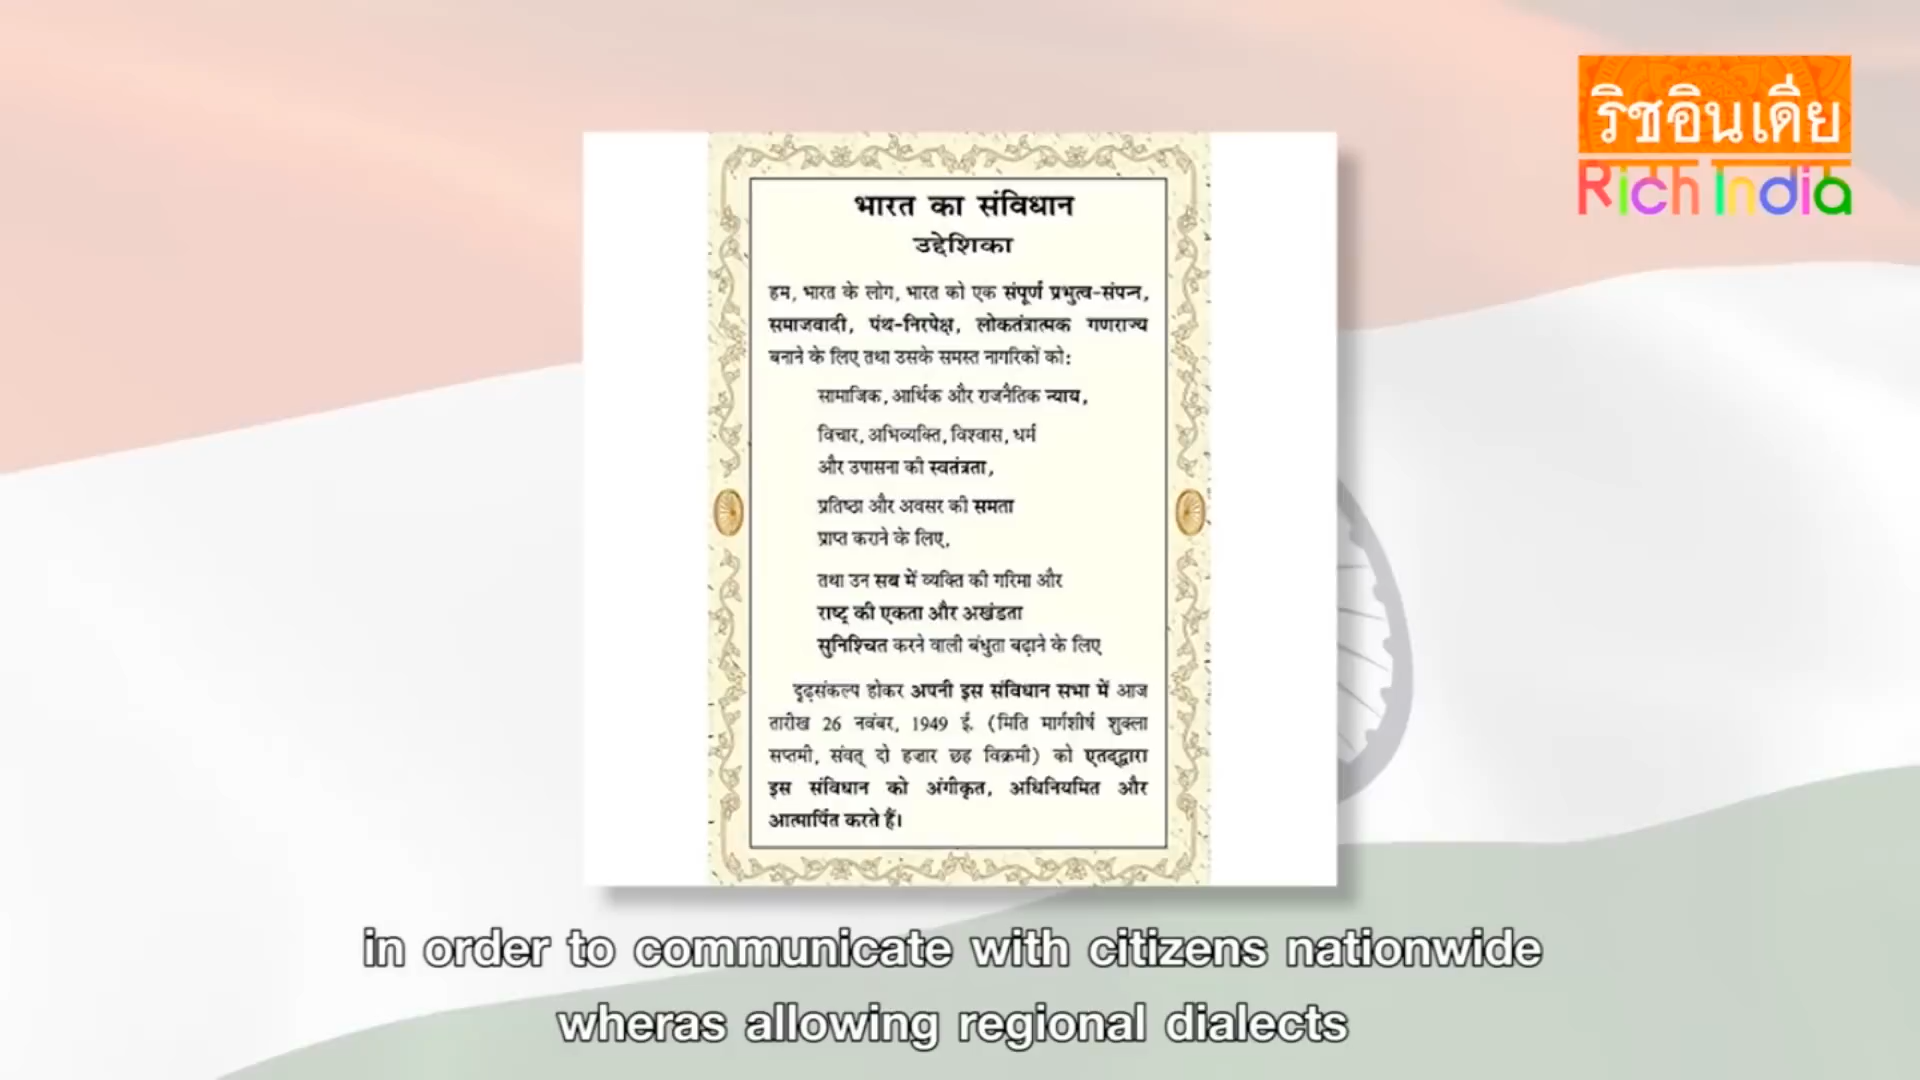 ริชอินเดีย
Rich India
भारत का संविधान
उद्देशिका
हम, भारत के लोग, भारत को एक संपूर्ण प्रभुत्व-संपन्न,
समाजवादी, पंथ-निरपेक्ष, लोकतंत्रात्मक गणराज्य
बनाने के लिए तथा उसके समस्त नागरिकों को:
सामाजिक, आर्थिक और राजनैतिक न्याय,
विचार, अभिव्यक्ति, विश्वास, धर्म
और उपासना की स्वतंत्रता,
प्रतिष्ठा और अवसर की समता
प्राप्त कराने के लिए,
तथा उन सब में व्यक्ति की गरिमा और
राष्ट्र की एकता और अखंडता
सुनिश्चित करने वाली बंधुता बढ़ाने के लिए
दृढ़संकल्प होकर अपनी इस संविधान सभा में आज
तारीख 26 नवंबर, 1949 ई. (मिति मार्गशीर्ष शुक्ला
सप्तमी, संवत् दो हजार छह विक्रमी) को एतद्द्वारा
इस संविधान को अंगीकृत, अधिनियमित और
आत्मार्पित करते हैं।
in order to communicate with citizens nationwide
wheras allowing regional dialects